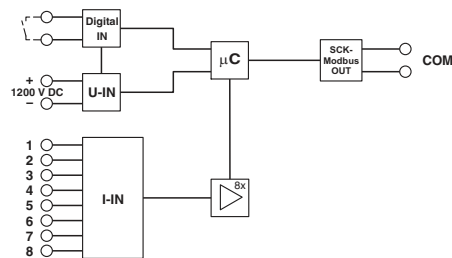 Digital
IN
+
1200 V DC
−
U-IN
µC
SCK-
Modbus
OUT
COM
1
2
3
4
5
6
7
8
I-IN
8x